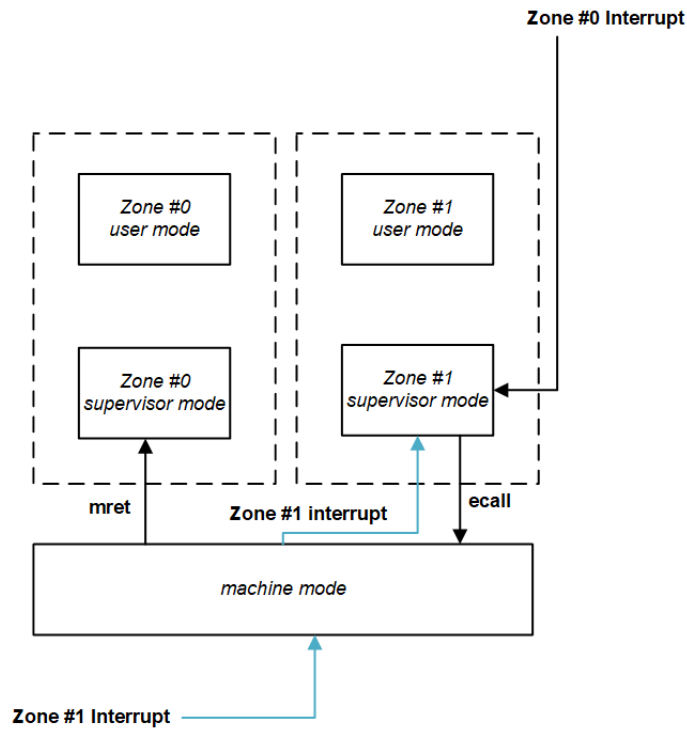 Zone #0 Interrupt
Zone #0
user mode
Zone #1
user mode
Zone #0
supervisor mode
Zone #1
supervisor mode
mret
Zone #1 interrupt
ecall
machine mode
Zone #1 Interrupt